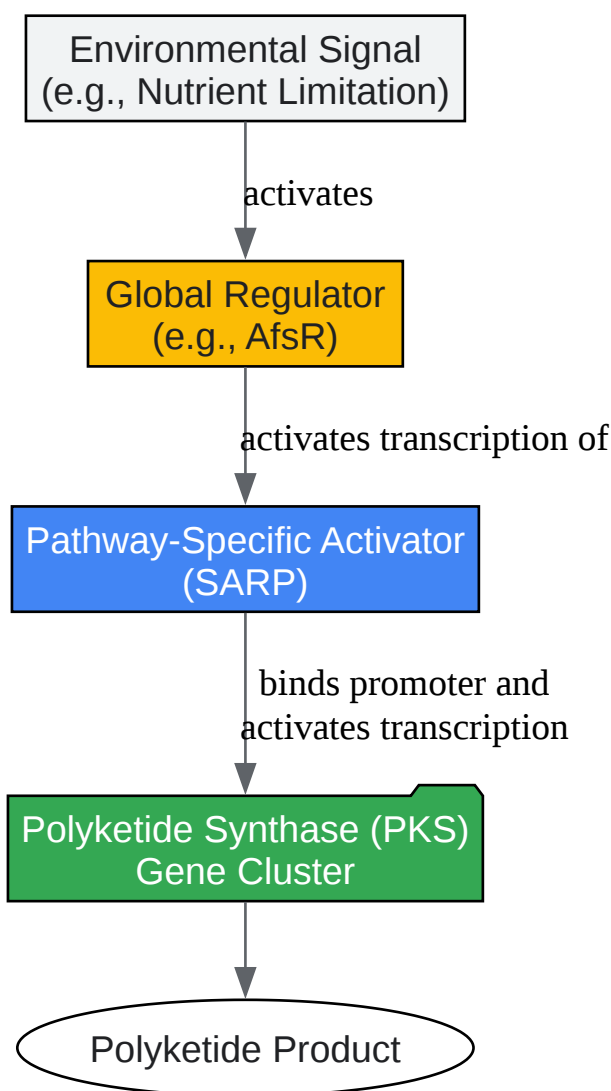 Environmental Signal
(e.g., Nutrient Limitation)
activates
Global Regulator
(e.g., AfsR)
activates transcription of
Pathway-Specific Activator
(SARP)
binds promoter and
activates transcription
Polyketide Synthase (PKS)
Gene Cluster
Polyketide Product